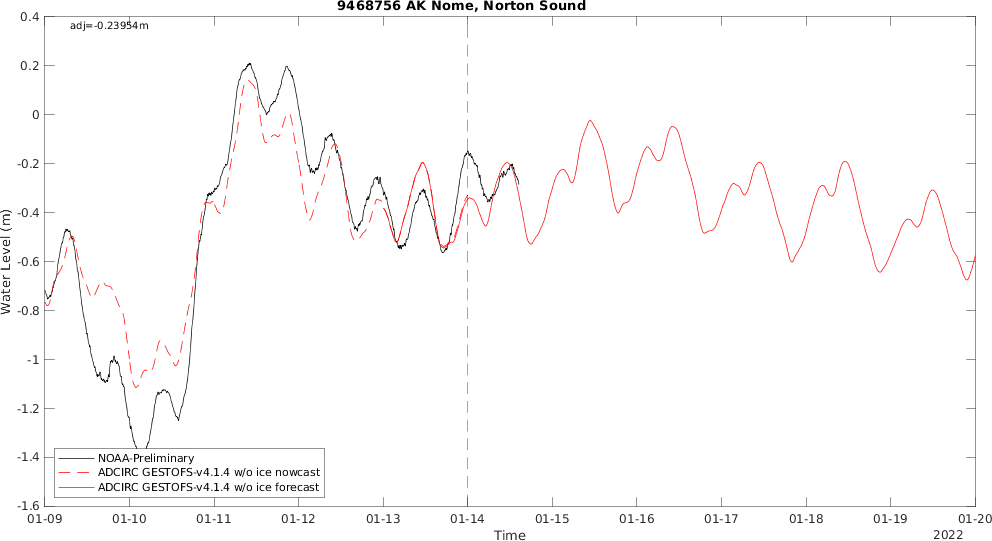 9468756 AK Nome, Norton Sound
adj=-0.23954m
0.4
0.2
0
-0.2
-0.4
-0.6
-0.8
-1
-1.2
-1.4
-1.6
Water Level (m)
NOAA-Preliminary
ADCIRC GESTOFS-v4.1.4 w/o ice nowcast
ADCIRC GESTOFS-v4.1.4 w/o ice forecast
01-09 01-10 01-11 01-12 01-13 01-14 01-15 01-16 01-17 01-18 01-19 01-20
Time
2022